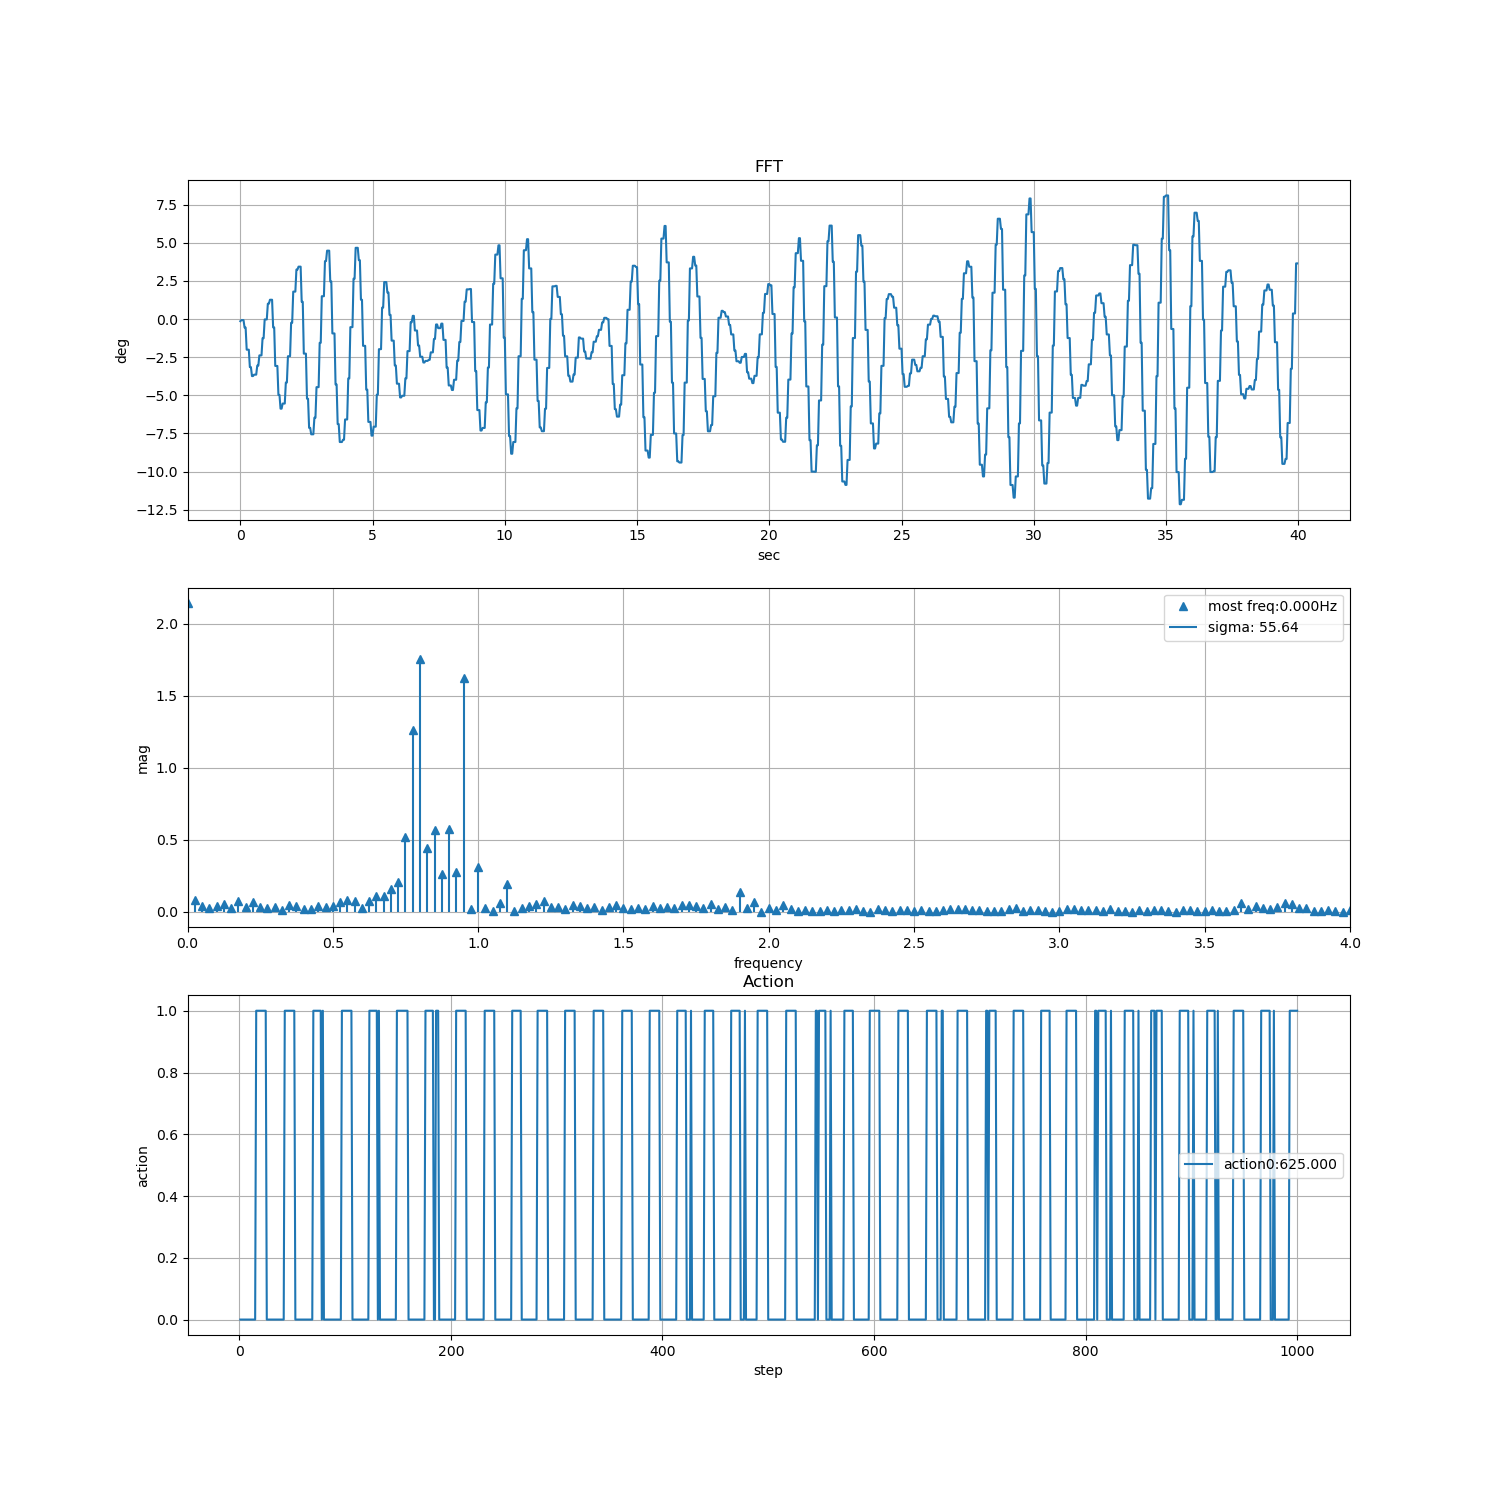 FFT
7.5
5.0
2.5
0.0
−2.5
−5.0
−7.5
−10.0
−12.5
deg
0 5 10 15 20 25 30 35 40
sec
most freq:0.000Hz
sigma: 55.64
2.0
1.5
1.0
0.5
0.0
mag
0.0 0.5 1.0 1.5 2.0 2.5 3.0 3.5 4.0
frequency
Action
1.0
0.8
0.6
0.4
0.2
0.0
action
action0:625.000
0 200 400 600 800 1000
step